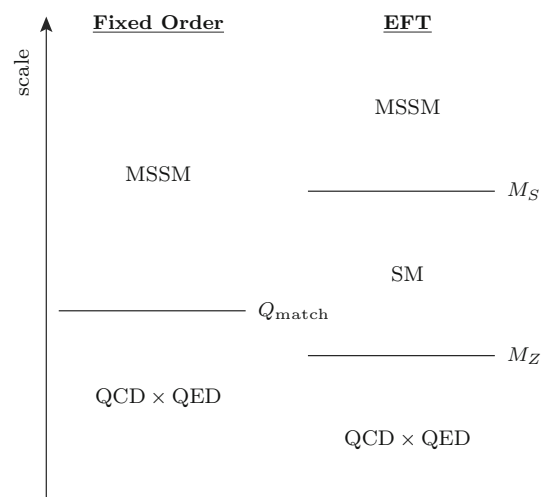 Fixed Order
EFT
scale
MSSM
MSSM
M_S
SM
Q_match
M_Z
QCD × QED
QCD × QED